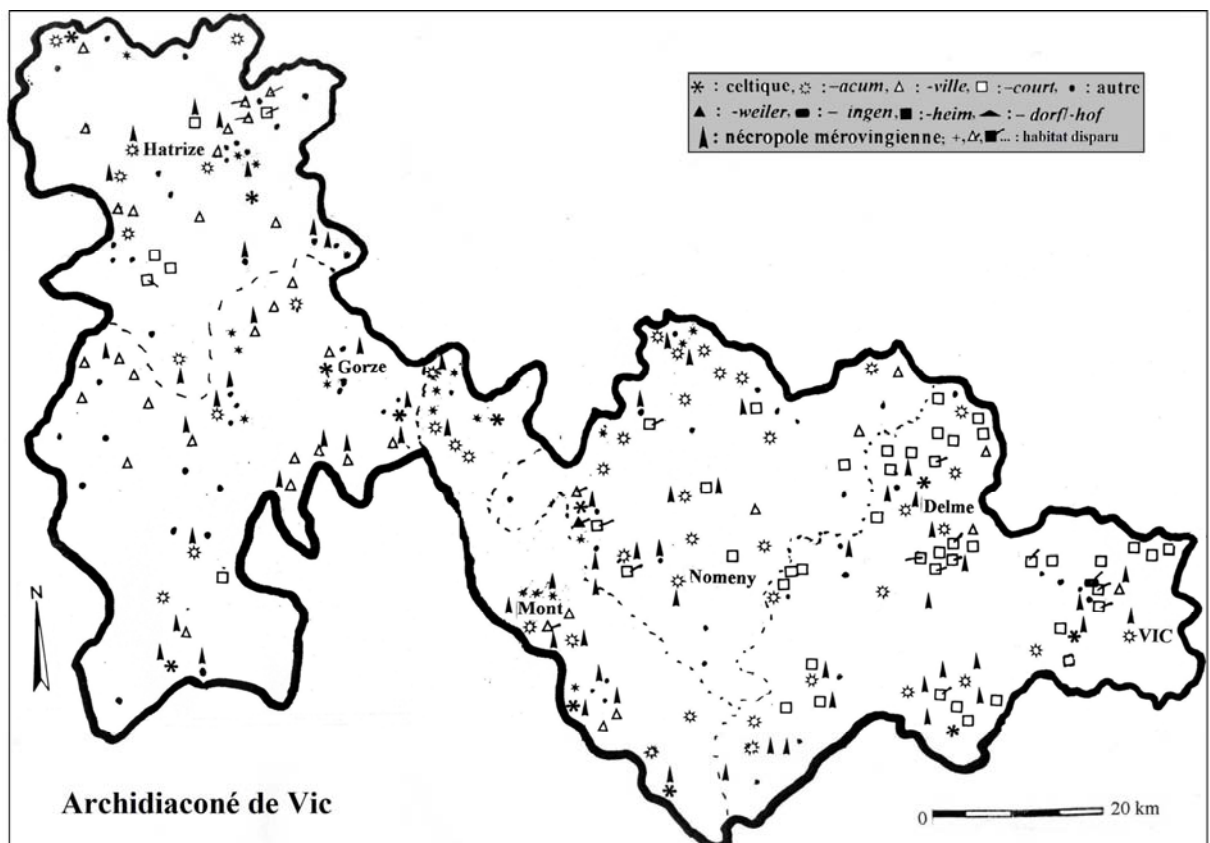 * : celtique, ☼ : –acum, △ : -ville, □ : –court, • : autre
▲ : -weiler, ⬬ : – ingen, ■ : -heim, ◆ : – dorf/-hof
▲ : nécropole mérovingienne; +, △, ■... : habitat disparu
Hatrize
Gorze
Delme
Nomeny
Mont
VIC
N
Archidiaconé de Vic
0 20 km